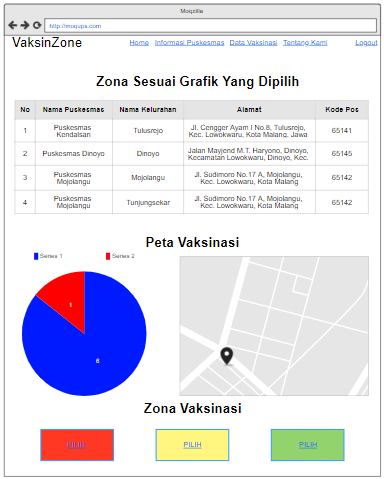 Moqzilla
http://moqups.com
VaksinZone Home Informasi Puskesmas Data Vaksinasi Tentang Kami Logout
Zona Sesuai Grafik Yang Dipilih
No Nama Puskesmas Nama Kelurahan Alamat Kode Pos
1 Puskesmas Kendalsari Tulusrejo Jl. Cengger Ayam I No.8, Tulusrejo, Kec. Lowokwaru, Kota Malang, Jawa 65141
2 Puskesmas Dinoyo Dinoyo Jalan Mayjend M.T. Haryono, Dinoyo, Kecamatan Lowokwaru, Dinoyo, Kec. 65145
3 Puskesmas Mojolangu Mojolangu Jl. Sudimoro No.17 A, Mojolangu, Kec. Lowokwaru, Kota Malang 65142
4 Puskesmas Mojolangu Tunjungsekar Jl. Sudimoro No.17 A, Mojolangu, Kec. Lowokwaru, Kota Malang 65142
Peta Vaksinasi
Series 1 Series 2
1
6
Zona Vaksinasi
PILIH PILIH PILIH